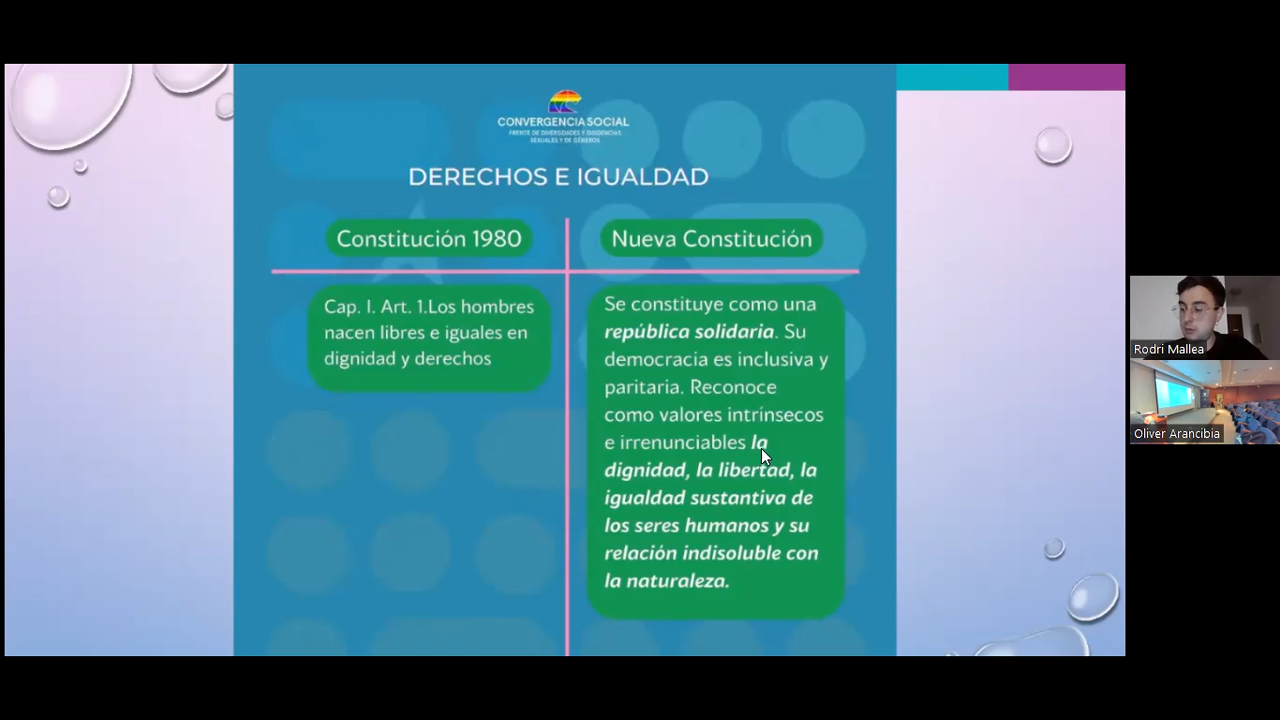 CONVERGENCIA SOCIAL
FRENTE DE DIVERSIDADES Y DISIDENCIAS
SEXUALES Y DE GÉNEROS
DERECHOS E IGUALDAD
Constitución 1980
Cap. I. Art. 1.Los hombres
nacen libres e iguales en
dignidad y derechos
Nueva Constitución
Se constituye como una
república solidaria. Su
democracia es inclusiva y
paritaria. Reconoce
como valores intrínsecos
e irrenunciables la
dignidad, la libertad, la
igualdad sustantiva de
los seres humanos y su
relación indisoluble con
la naturaleza.
Rodri Mallea
Oliver Arancibia